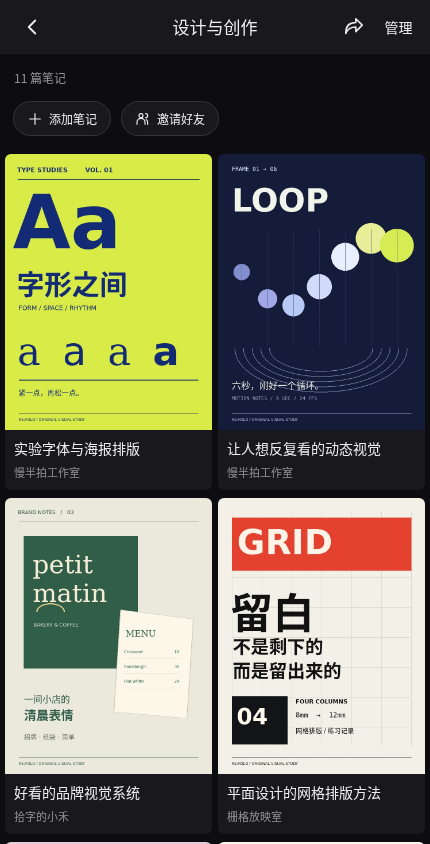 设计与创作
管理
11 篇笔记
添加笔记
邀请好友
TYPE STUDIES VOL. 01
Aa
字形之间
FORM / SPACE / RHYTHM
a a a a
紧一点，再松一点。
REWOLD / ORIGINAL VISUAL STUDY
实验字体与海报排版
慢半拍工作室
FRAME 01 → 06
LOOP
六秒，刚好一个循环。
MOTION NOTES / 6 SEC / 24 FPS
让人想反复看的动态视觉
慢半拍工作室
BRAND NOTES / 03
petit
matin
BAKERY & COFFEE
MENU
Croissant 18
Flat white 24
一间小店的
清晨表情
招牌 · 纸袋 · 菜单
好看的品牌视觉系统
拾字的小禾
GRID
留白
不是剩下的
而是留出来的
04
FOUR COLUMNS
8mm → 12mm
网格排版 / 练习记录
平面设计的网格排版方法
栅格放映室